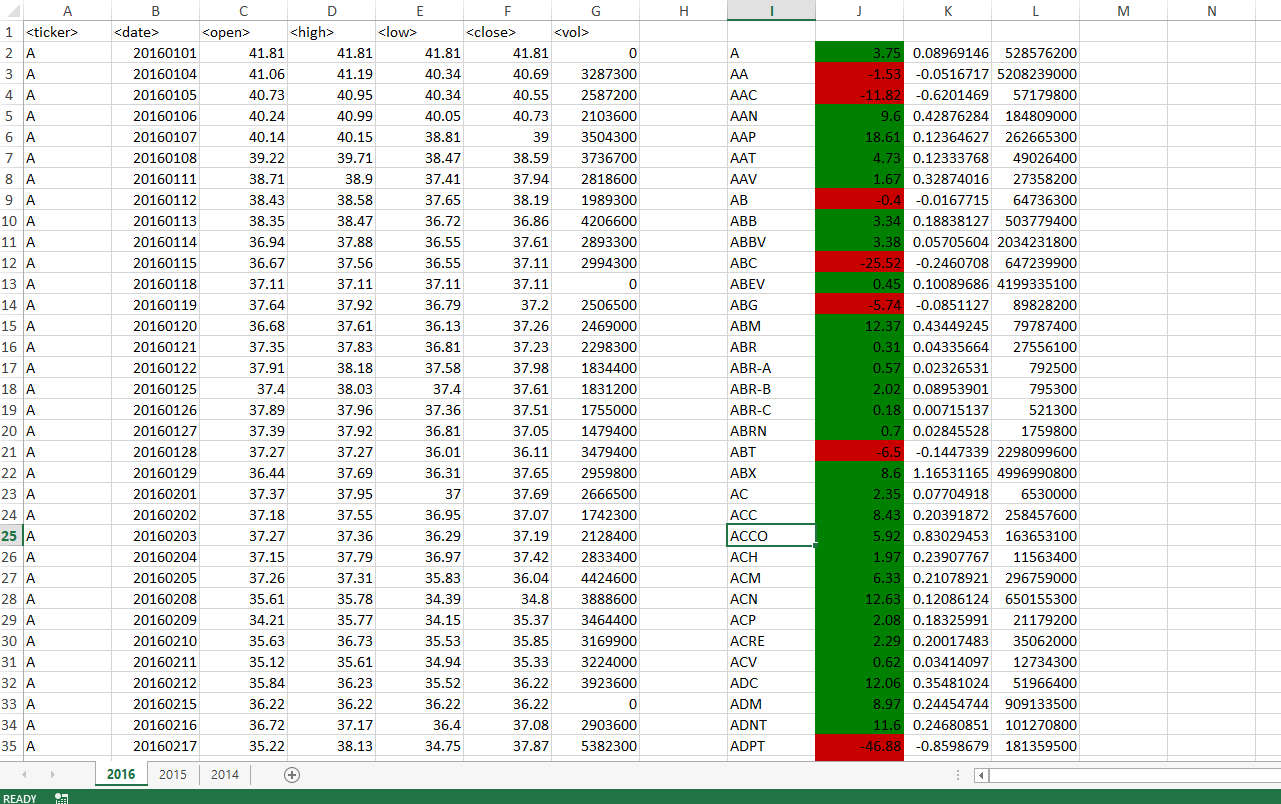 A B C D E F G H I J K L M N
1 <ticker> <date> <open> <high> <low> <close> <vol>
2 A 20160101 41.81 41.81 41.81 41.81 0 A 3.75 0.08969146 528576200
3 A 20160104 41.06 41.19 40.34 40.69 3287300 AA -1.53 -0.0516717 5208239000
4 A 20160105 40.73 40.95 40.34 40.55 2587200 AAC -11.82 -0.6201469 57179800
5 A 20160106 40.24 40.99 40.05 40.73 2103600 AAN 9.6 0.42876284 184809000
6 A 20160107 40.14 40.15 38.81 39 3504300 AAP 18.61 0.12364627 262665300
7 A 20160108 39.22 39.71 38.47 38.59 3736700 AAT 4.73 0.12333768 49026400
8 A 20160111 38.71 38.9 37.41 37.94 2818600 AAV 1.67 0.32874016 27358200
9 A 20160112 38.43 38.58 37.65 38.19 1989300 AB -0.4 -0.0167715 64736300
10 A 20160113 38.35 38.47 36.72 36.86 4206600 ABB 3.34 0.18838127 503779400
11 A 20160114 36.94 37.88 36.55 37.61 2893300 ABBV 3.38 0.05705604 2034231800
12 A 20160115 36.67 37.56 36.55 37.11 2994300 ABC -25.52 -0.2460708 647239900
13 A 20160118 37.11 37.11 37.11 37.11 0 ABEV 0.45 0.10089686 4199335100
14 A 20160119 37.64 37.92 36.79 37.2 2506500 ABG -5.74 -0.0851127 89828200
15 A 20160120 36.68 37.61 36.13 37.26 2469000 ABM 12.37 0.43449245 79787400
16 A 20160121 37.35 37.83 36.81 37.23 2298300 ABR 0.31 0.04335664 27556100
17 A 20160122 37.91 38.18 37.58 37.98 1834400 ABR-A 0.57 0.02326531 792500
18 A 20160125 37.4 38.03 37.4 37.61 1831200 ABR-B 2.02 0.08953901 795300
19 A 20160126 37.89 37.96 37.36 37.51 1755000 ABR-C 0.18 0.00715137 521300
20 A 20160127 37.39 37.92 36.81 37.05 1479400 ABRN 0.7 0.02845528 1759800
21 A 20160128 37.27 37.27 36.01 36.11 3479400 ABT -6.5 -0.1447339 2298099600
22 A 20160129 36.44 37.69 36.31 37.65 2959800 ABX 8.6 1.16531165 4996990800
23 A 20160201 37.37 37.95 37 37.69 2666500 AC 2.35 0.07704918 6530000
24 A 20160202 37.18 37.55 36.95 37.07 1742300 ACC 8.43 0.20391872 258457600
25 A 20160203 37.27 37.36 36.29 37.19 2128400 ACCO 5.92 0.83029453 163653100
26 A 20160204 37.15 37.79 36.97 37.42 2833400 ACH 1.97 0.23907767 11563400
27 A 20160205 37.26 37.31 35.83 36.04 4424600 ACM 6.33 0.21078921 296759000
28 A 20160208 35.61 35.78 34.39 34.8 3888600 ACN 12.63 0.12086124 650155300
29 A 20160209 34.21 35.77 34.15 35.37 3464400 ACP 2.08 0.18325991 21179200
30 A 20160210 35.63 36.73 35.53 35.85 3169900 ACRE 2.29 0.20017483 35062000
31 A 20160211 35.12 35.61 34.94 35.33 3224000 ACV 0.62 0.03414097 12734300
32 A 20160212 35.84 36.23 35.52 36.22 3923600 ADC 12.06 0.35481024 51966400
33 A 20160215 36.22 36.22 36.22 36.22 0 ADM 8.97 0.24454744 909133500
34 A 20160216 36.72 37.17 36.4 37.08 2903600 ADNT 11.6 0.24680851 101270800
35 A 20160217 35.22 38.13 34.75 37.87 5382300 ADPT -46.88 -0.8598679 181359500
2016 2015 2014
READY